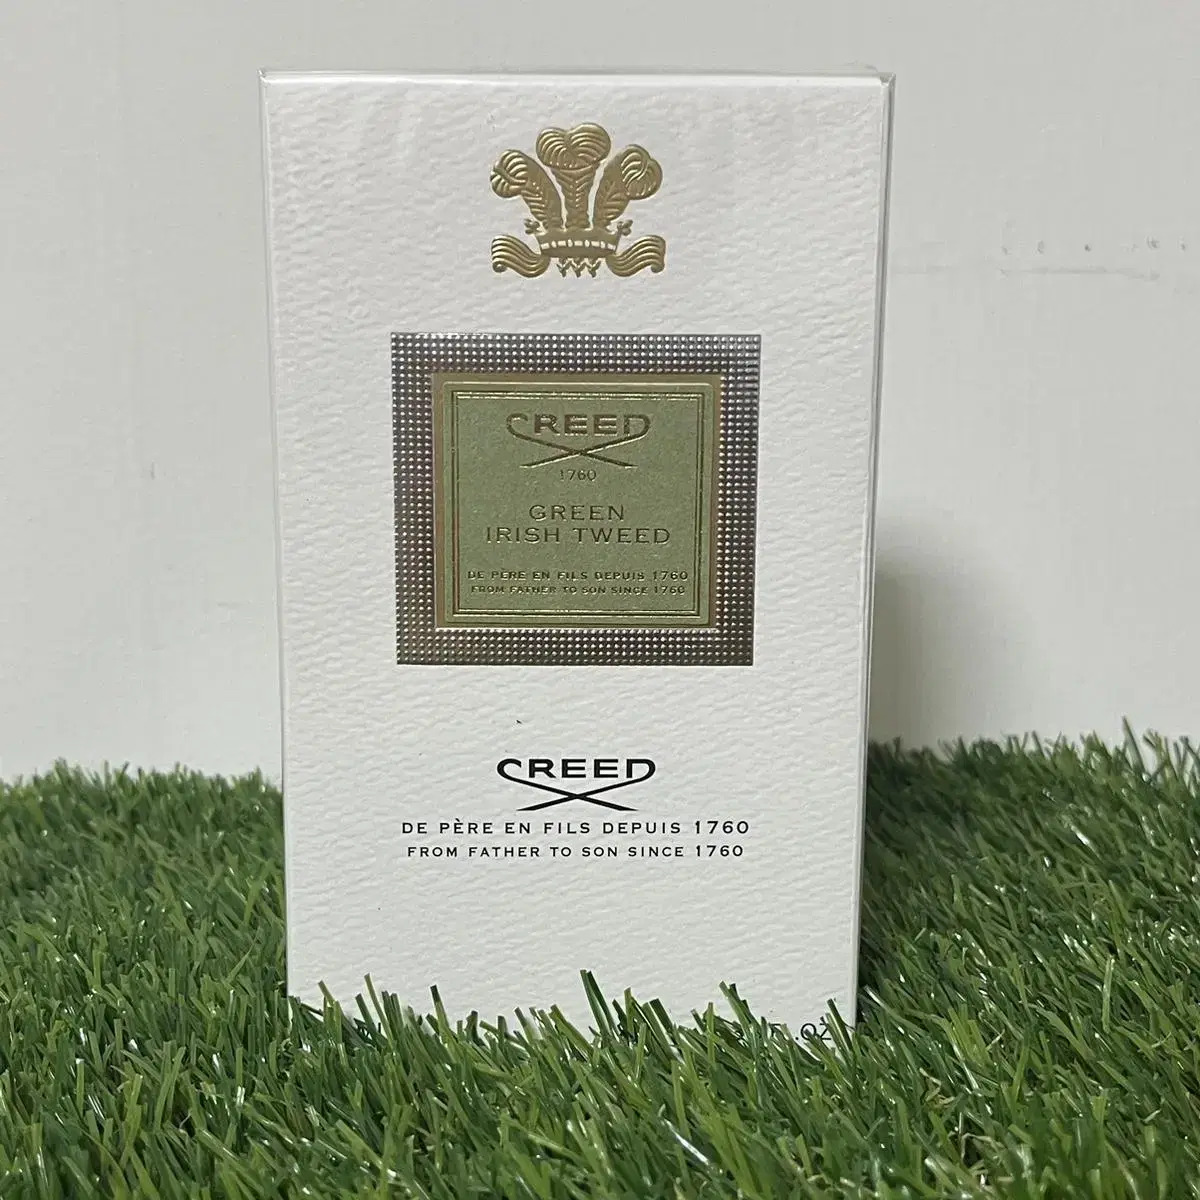 CREED
1760
GREEN
IRISH TWEED
DE PÈRE EN FILS DEPUIS 1760
FROM FATHER TO SON SINCE 1760
CREED
DE PÈRE EN FILS DEPUIS 1760
FROM FATHER TO SON SINCE 1760